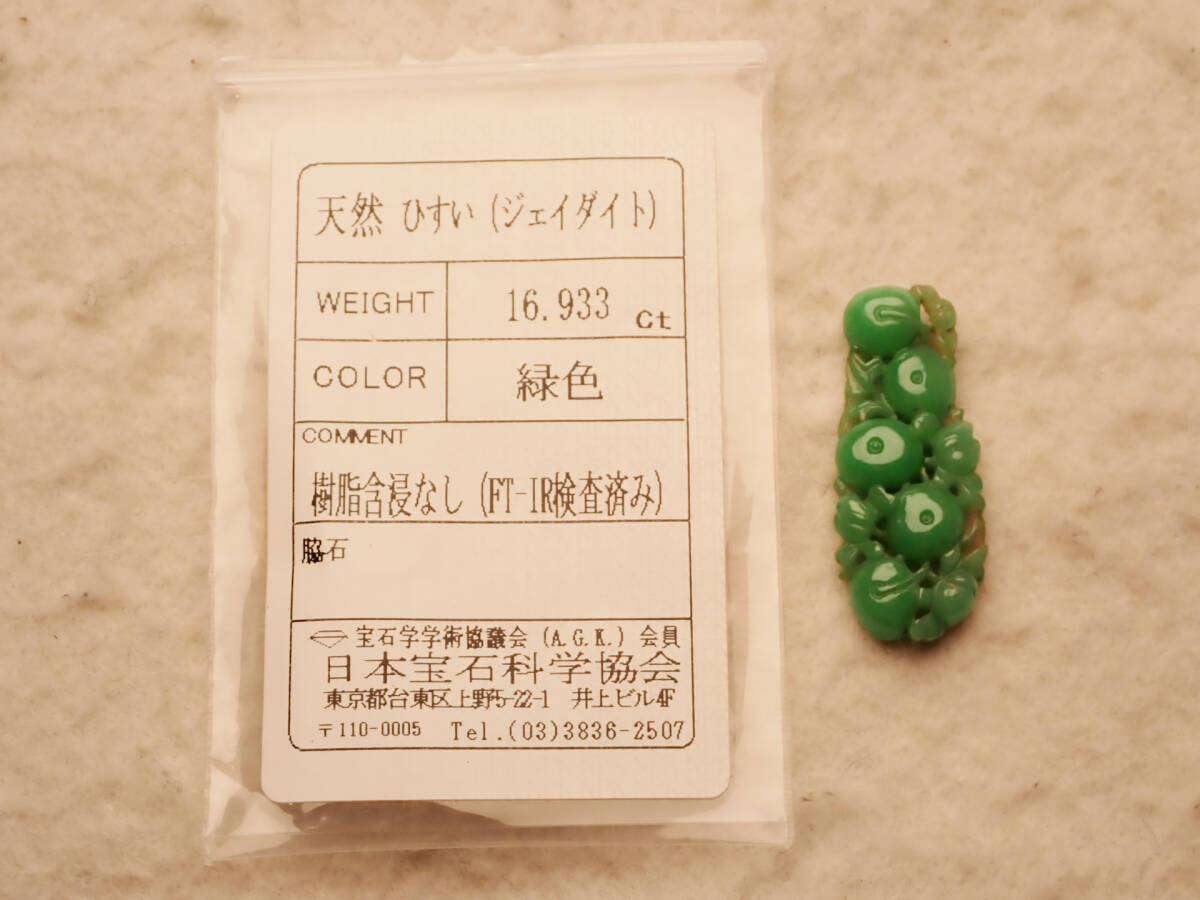 天然 ひすい (ジェイダイト)
WEIGHT 16.933 ct
COLOR 緑色
COMMENT
樹脂含浸なし (FT-IR検査済み)
脇石
宝石学学術協議会 (A.G.K.) 会員
日本宝石科学協会
東京都台東区上野5-22-1 井上ビル4F
〒110-0005 Tel.(03)3836-2507